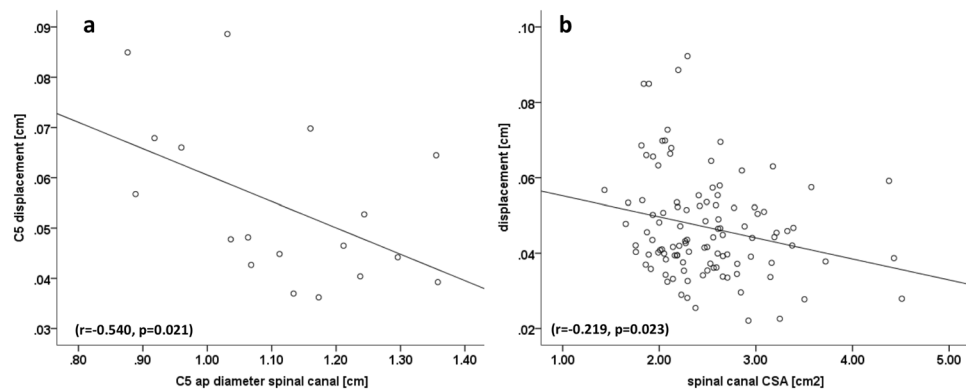 a
.09
.08
.07
.06
.05
.04
.03
C5 displacement [cm]
(r=-0.540, p=0.021)
.80 .90 1.00 1.10 1.20 1.30 1.40
C5 ap diameter spinal canal [cm]
b
.10
.08
.06
.04
.02
displacement [cm]
(r=-0.219, p=0.023)
1.00 2.00 3.00 4.00 5.00
spinal canal CSA [cm2]